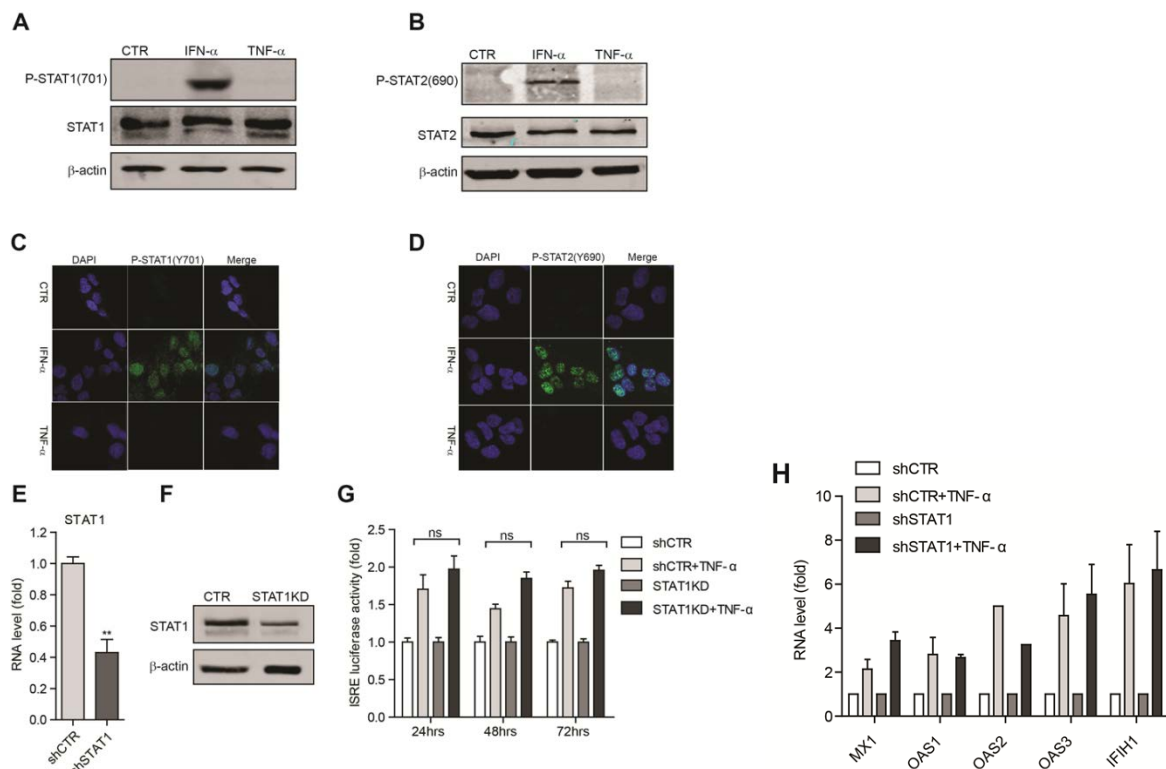 A
CTR IFN-α TNF-α
P-STAT1(701)
STAT1
β-actin
B
CTR IFN-α TNF-α
P-STAT2(690)
STAT2
β-actin
C
DAPI P-STAT1(Y701) Merge
CTR
IFN-α
TNF-α
D
DAPI P-STAT2(Y690) Merge
CTR
IFN-α
TNF-α
E
STAT1
RNA level (fold)
1.2
1.0
0.8
0.6
0.4
0.2
0.0
**
shCTR
shSTAT1
F
CTR STAT1KD
STAT1
β-actin
G
ISRE luciferase activity (fold)
2.5
2.0
1.5
1.0
0.5
0.0
ns ns ns
24hrs 48hrs 72hrs
shCTR
shCTR+TNF-α
STAT1KD
STAT1KD+TNF-α
H
shCTR
shCTR+TNF-α
shSTAT1
shSTAT1+TNF-α
RNA level (fold)
10
8
6
4
2
0
MX1 OAS1 OAS2 OAS3 IFIH1